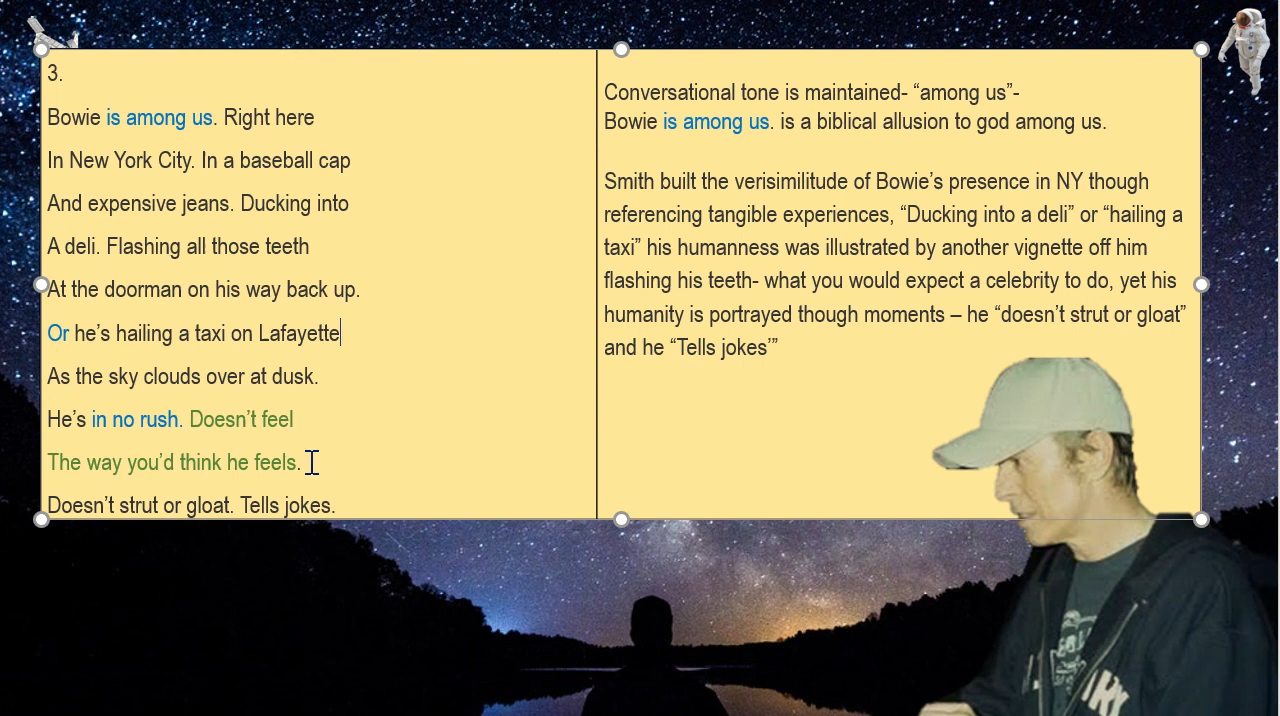 3.
Bowie is among us. Right here
In New York City. In a baseball cap
And expensive jeans. Ducking into
A deli. Flashing all those teeth
At the doorman on his way back up.
Or he’s hailing a taxi on Lafayette
As the sky clouds over at dusk.
He’s in no rush. Doesn’t feel
The way you’d think he feels.
Doesn’t strut or gloat. Tells jokes.
Conversational tone is maintained- “among us”-
Bowie is among us. is a biblical allusion to god among us.
Smith built the verisimilitude of Bowie’s presence in NY though
referencing tangible experiences, “Ducking into a deli” or “hailing a
taxi” his humanness was illustrated by another vignette off him
flashing his teeth- what you would expect a celebrity to do, yet his
humanity is portrayed though moments – he “doesn’t strut or gloat”
and he “Tells jokes’”